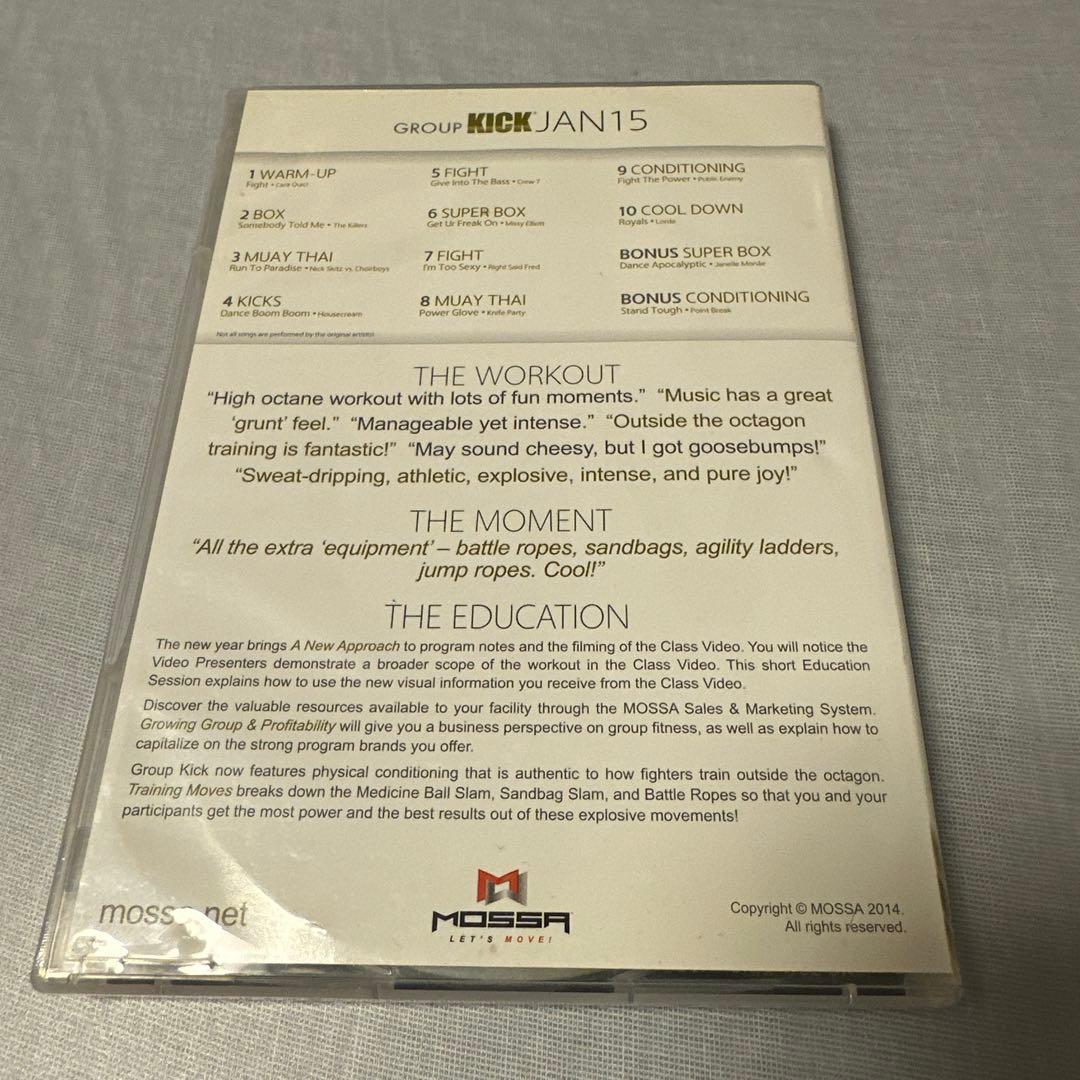 GROUP KICK JAN15
1 WARM-UP
Fight • Cara Quici
2 BOX
Somebody Told Me • The Killers
3 MUAY THAI
Run To Paradise • Nick Skitz vs. Choirboys
4 KICKS
Dance Boom Boom • Housecream
5 FIGHT
Give Into The Bass • Crew 7
6 SUPER BOX
Get Ur Freak On • Missy Elliott
7 FIGHT
I'm Too Sexy • Right Said Fred
8 MUAY THAI
Power Glove • Knife Party
9 CONDITIONING
Fight The Power • Public Enemy
10 COOL DOWN
Royals • Lorde
BONUS SUPER BOX
Dance Apocalyptic • Janelle Monáe
BONUS CONDITIONING
Stand Tough • Point Break
Not all songs are performed by the original artist(s)
THE WORKOUT
“High octane workout with lots of fun moments.” “Music has a great
‘grunt’ feel.” “Manageable yet intense.” “Outside the octagon
training is fantastic!” “May sound cheesy, but I got goosebumps!”
“Sweat-dripping, athletic, explosive, intense, and pure joy!”
THE MOMENT
“All the extra ‘equipment’ – battle ropes, sandbags, agility ladders,
jump ropes. Cool!”
THE EDUCATION
The new year brings A New Approach to program notes and the filming of the Class Video. You will notice the
Video Presenters demonstrate a broader scope of the workout in the Class Video. This short Education
Session explains how to use the new visual information you receive from the Class Video.
Discover the valuable resources available to your facility through the MOSSA Sales & Marketing System.
Growing Group & Profitability will give you a business perspective on group fitness, as well as explain how to
capitalize on the strong program brands you offer.
Group Kick now features physical conditioning that is authentic to how fighters train outside the octagon.
Training Moves breaks down the Medicine Ball Slam, Sandbag Slam, and Battle Ropes so that you and your
participants get the most power and the best results out of these explosive movements!
mossa.net
MOSSA
LET'S MOVE!
Copyright © MOSSA 2014.
All rights reserved.